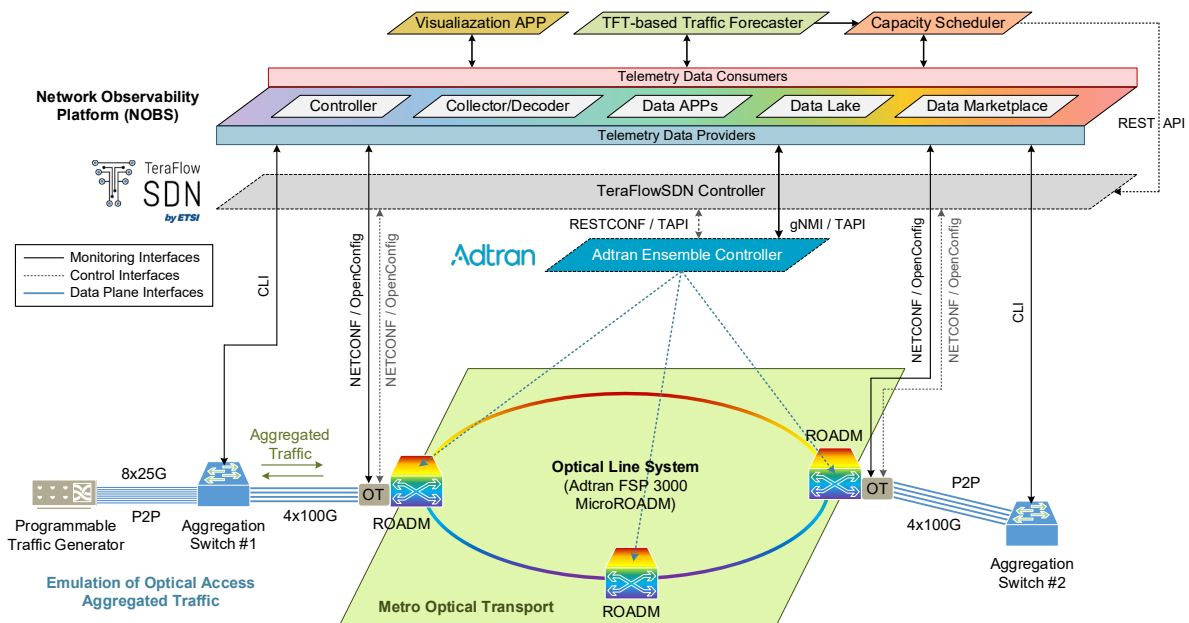 Visualiazation APP
TFT-based Traffic Forecaster
Capacity Scheduler
Telemetry Data Consumers
Network Observability
Platform (NOBS)
Controller
Collector/Decoder
Data APPs
Data Lake
Data Marketplace
Telemetry Data Providers
REST API
TeraFlow
SDN
by ETSI
TeraFlowSDN Controller
RESTCONF / TAPI
gNMI / TAPI
Adtran
Adtran Ensemble Controller
Monitoring Interfaces
Control Interfaces
Data Plane Interfaces
CLI
NETCONF / OpenConfig
NETCONF / OpenConfig
NETCONF / OpenConfig
NETCONF / OpenConfig
CLI
Aggregated
Traffic
8x25G
P2P
4x100G
OT
ROADM
Programmable
Traffic Generator
Aggregation
Switch #1
Emulation of Optical Access
Aggregated Traffic
Optical Line System
(Adtran FSP 3000
MicroROADM)
ROADM
OT
P2P
4x100G
Aggregation
Switch #2
ROADM
Metro Optical Transport